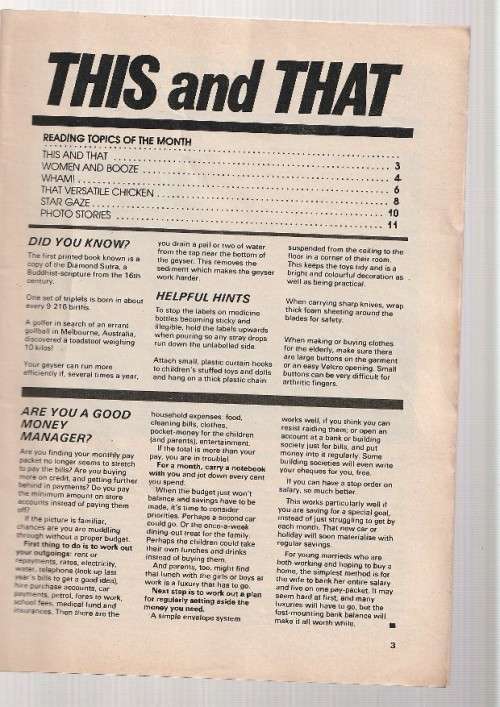 THIS and THAT
READING TOPICS OF THE MONTH
THIS AND THAT 3
WOMEN AND BOOZE 4
WHAM! 6
THAT VERSATILE CHICKEN 8
STAR GAZE 10
PHOTO STORIES 11
DID YOU KNOW?
The first printed book known is a
copy of the Diamond Sutra, a
Buddhist-scripture from the 16th
century.
One set of triplets is born in about
every 9 216 births.
A golfer in search of an errant
golfball in Melbourne, Australia,
discovered a toadstool weighing
10 kilos!
Your geyser can run more
efficiently if, several times a year,
you drain a pail or two of water
from the tap near the bottom of
the geyser. This removes the
sediment which makes the geyser
work harder.
HELPFUL HINTS
To stop the labels on medicine
bottles becoming sticky and
illegible, hold the labels upwards
when pouring so any stray drops
run down the unlabelled side.
Attach small, plastic curtain hooks
to children's stuffed toys and dolls
and hang on a thick plastic chain
suspended from the ceiling to the
floor in a corner of their room.
This keeps the toys tidy and is a
bright and colourful decoration as
well as being practical.
When carrying sharp knives, wrap
thick foam sheeting around the
blades for safety.
When making or buying clothes
for the elderly, make sure there
are large buttons on the garment
or an easy Velcro opening. Small
buttons can be very difficult for
arthritic fingers.
ARE YOU A GOOD
MONEY
MANAGER?
Are you finding your monthly pay
packet no longer seems to stretch
to pay the bills? Are you buying
more on credit, and getting further
behind in payments? Do you pay
the minimum amount on store
accounts instead of paying them
off?
If the picture is familiar,
chances are you are muddling
through without a proper budget.
First thing to do is to work out
your outgoings: rent or
repayments, rates, electricity,
water, telephone (look up last
year's bills to get a good idea),
hire purchase accounts, car
payments, petrol, fares to work,
school fees, medical fund and
insurances. Then there are the
household expenses: food,
cleaning bills, clothes,
pocket-money for the children
(and parents), entertainment.
If the total is more than your
pay, you are in trouble!
For a month, carry a notebook
with you and jot down every cent
you spend.
When the budget just won't
balance and savings have to be
made, it's time to consider
priorities. Perhaps a second car
could go. Or the once-a-week
dining out treat for the family.
Perhaps the children could take
their own lunches and drinks
instead of buying them.
And parents, too, might find
that lunch with the girls or boys at
work is a luxury that has to go.
Next step is to work out a plan
for regularly setting aside the
money you need.
A simple envelope system
works well, if you think you can
resist raiding them; or open an
account at a bank or building
society just for bills, and put
money into it regularly. Some
building societies will even write
your cheques for you, free.
If you can have a stop order on
salary, so much better.
This works particularly well if
you are saving for a special goal,
instead of just struggling to get by
each month. That new car or
holiday will soon materialise with
regular savings.
For young marrieds who are
both working and hoping to buy a
home, the simplest method is for
the wife to bank her entire salary
and live on one pay-packet. It may
seem hard at first, and many
luxuries will have to go, but the
fast-mounting bank balance will
make it all worth while.
3